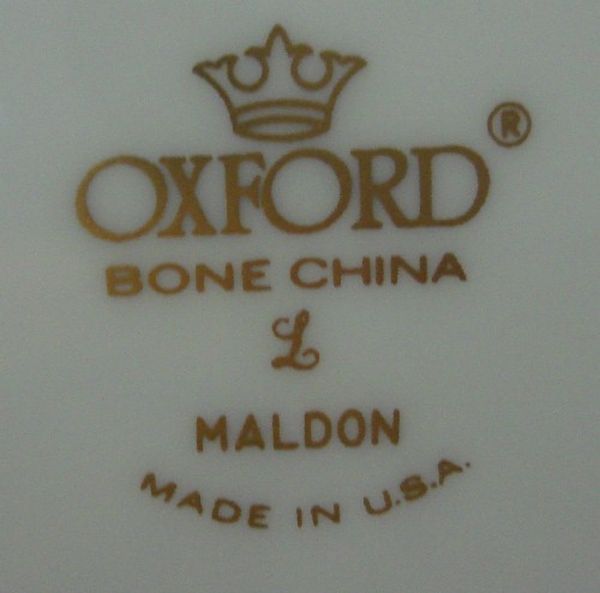 OXFORD®
BONE CHINA
L
MALDON
MADE IN U.S.A.